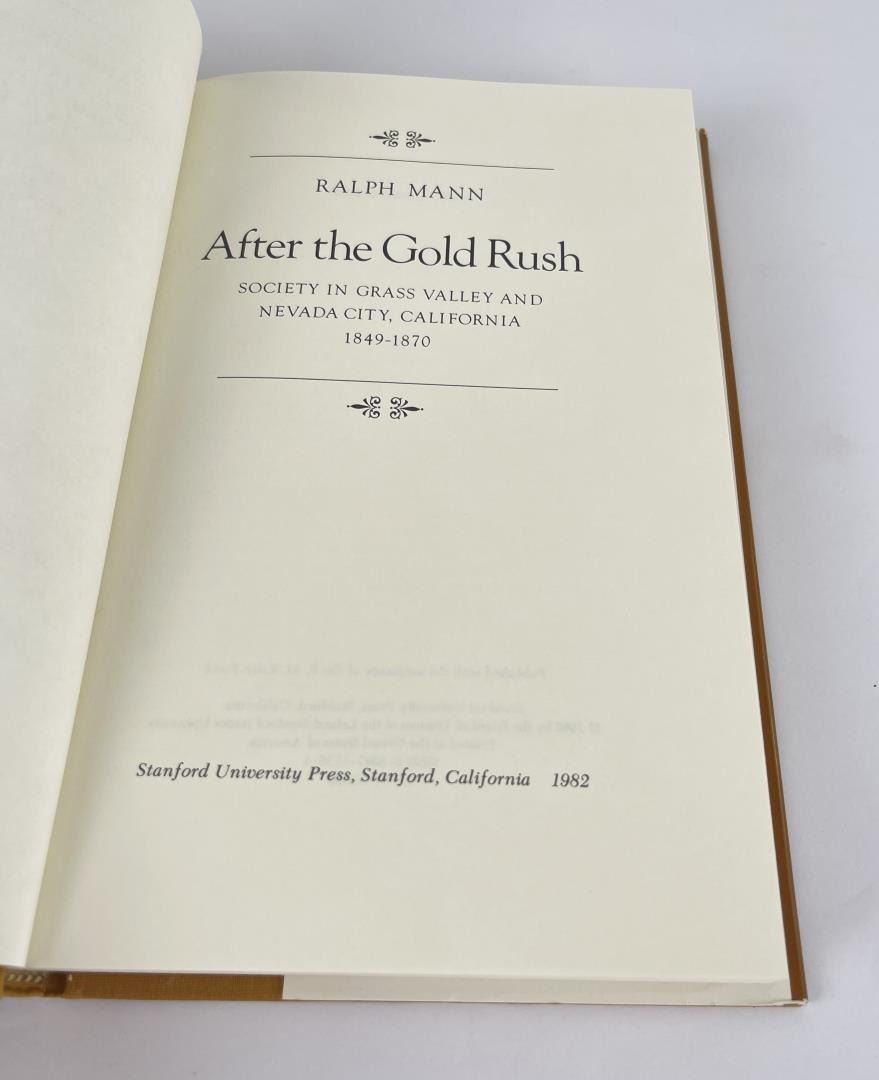 RALPH MANN
After the Gold Rush
SOCIETY IN GRASS VALLEY AND
NEVADA CITY, CALIFORNIA
1849-1870
Stanford University Press, Stanford, California 1982